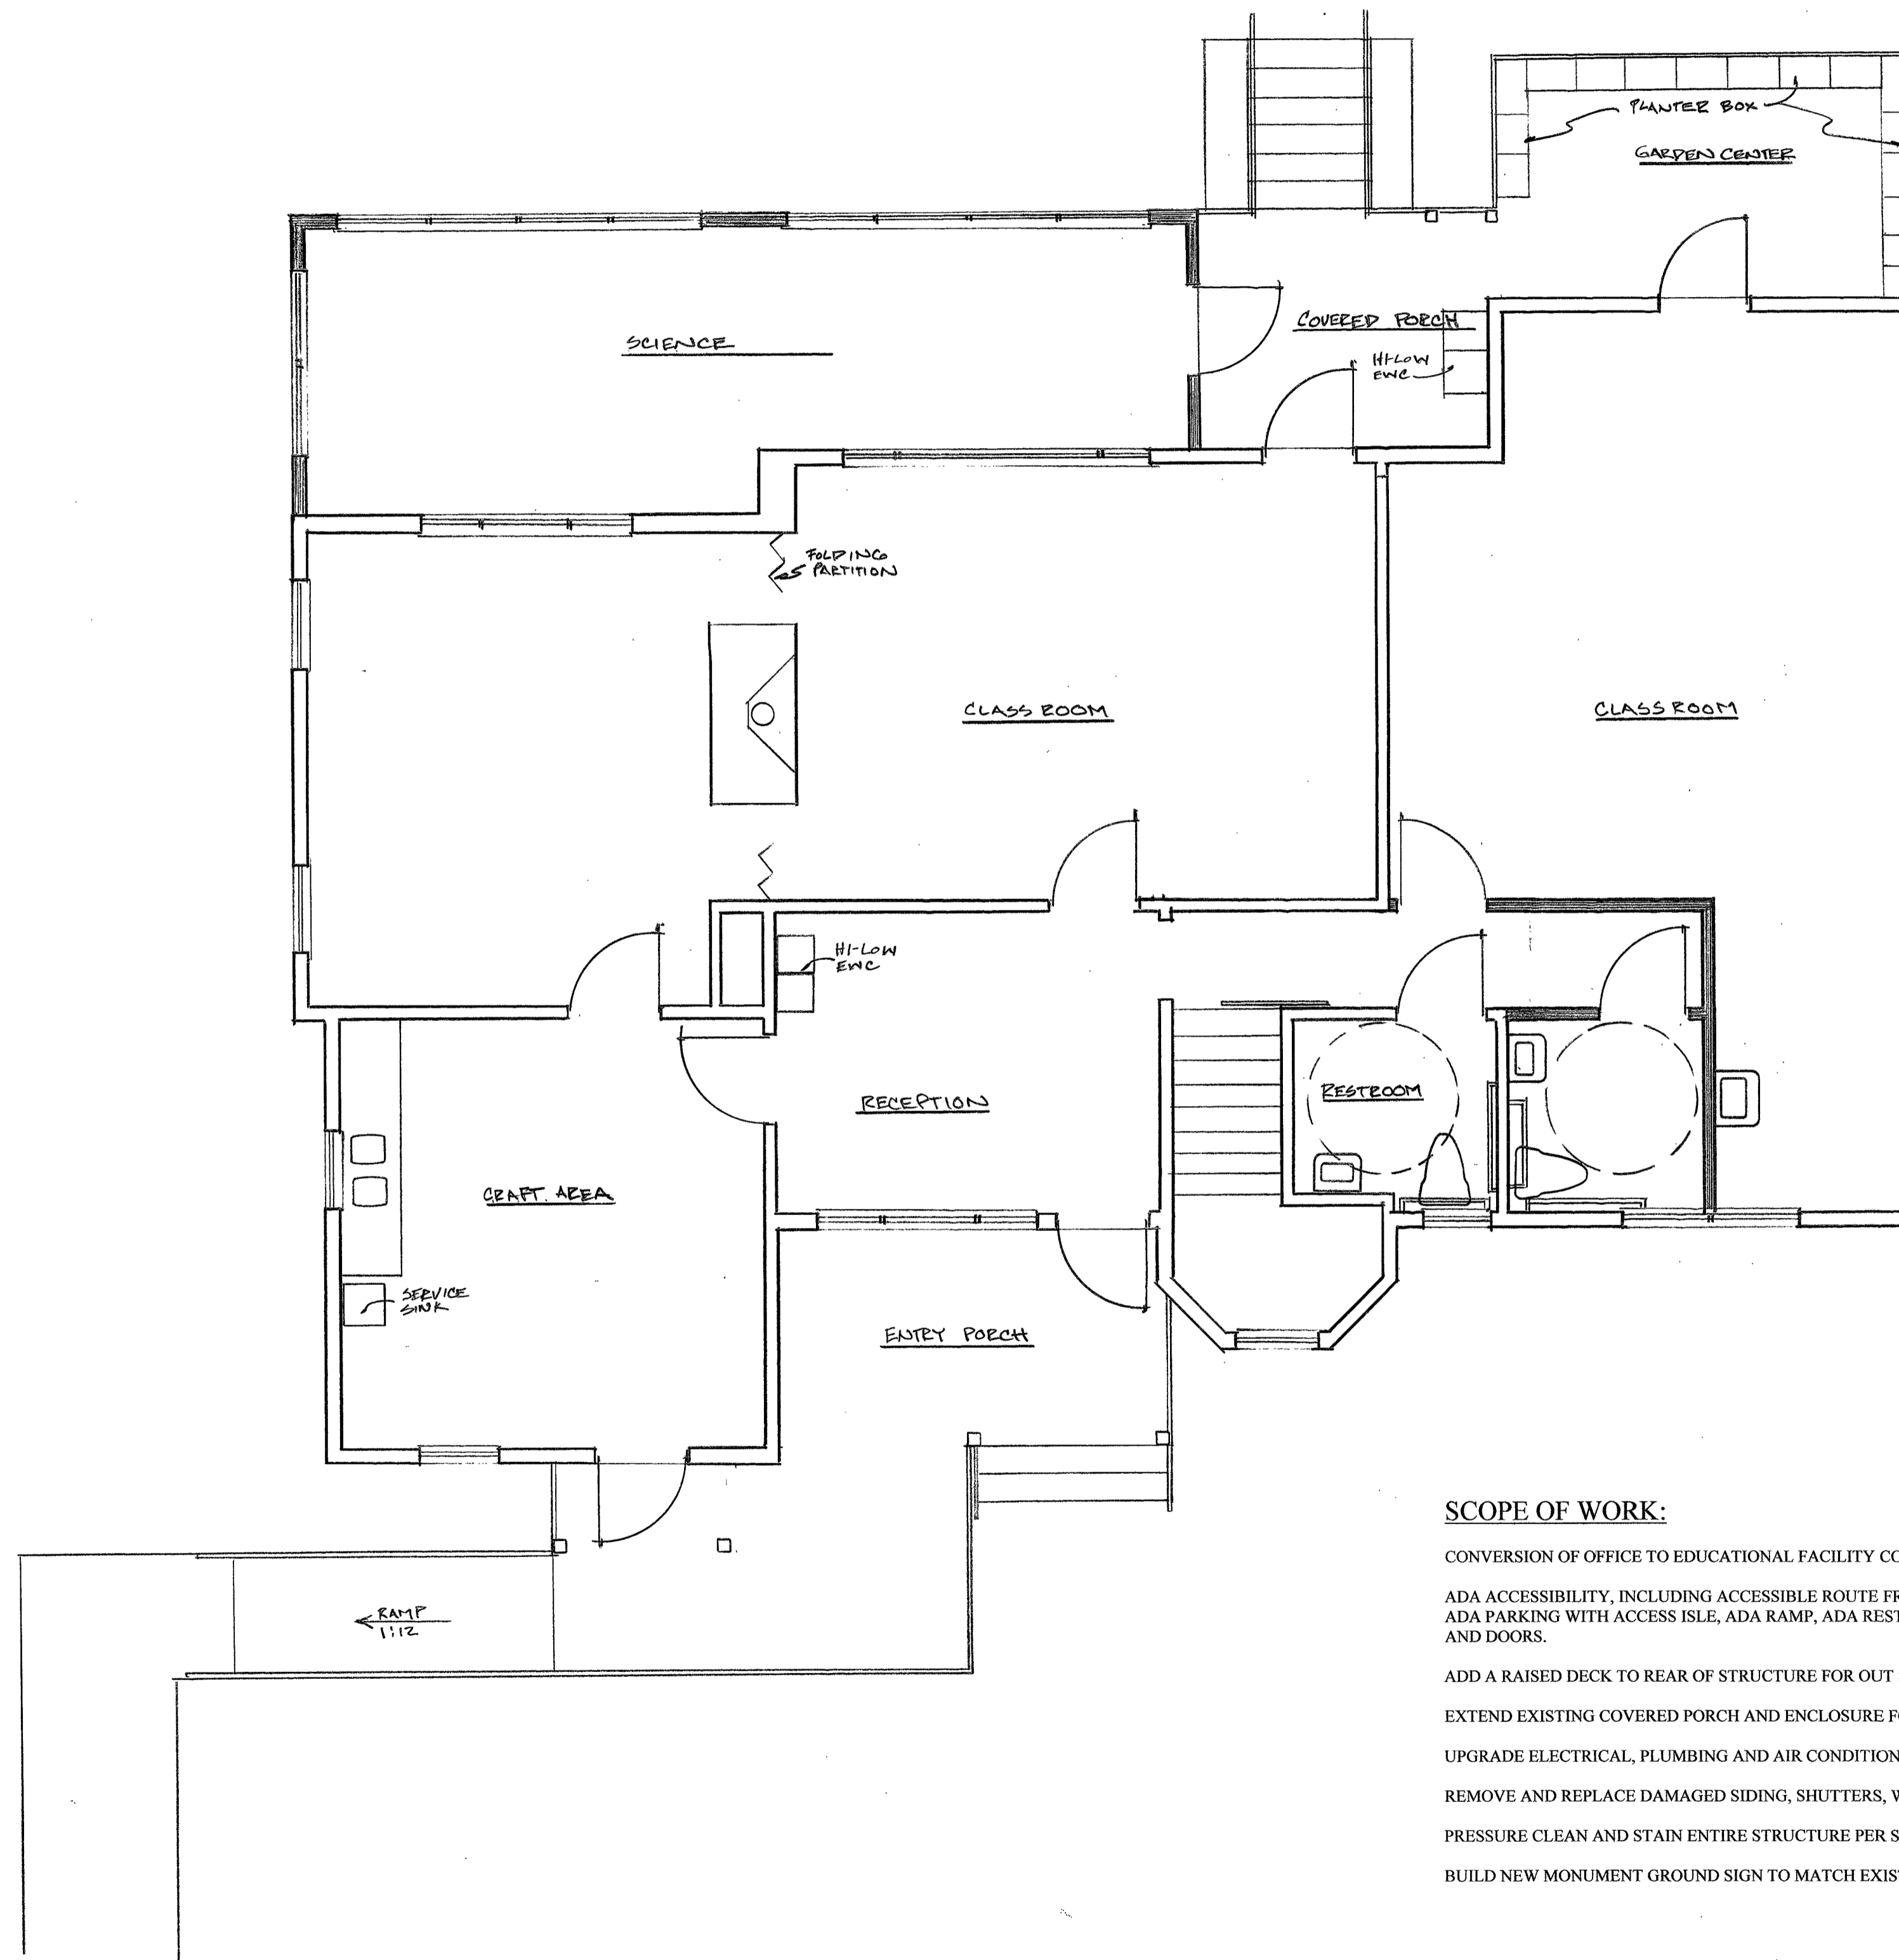 PLANTER BOX
GARDEN CENTER
COVERED PORCH
SCIENCE
HI-LOW
EWC
FOLDING
PARTITION
CLASS ROOM
CLASS ROOM
HI-LOW
EWC
RECEPTION
RESTROOM
CRAFT. AREA
SERVICE
SINK
ENTRY PORCH
RAMP
1:12
SCOPE OF WORK:
CONVERSION OF OFFICE TO EDUCATIONAL FACILITY CO
ADA ACCESSIBILITY, INCLUDING ACCESSIBLE ROUTE FR
ADA PARKING WITH ACCESS ISLE, ADA RAMP, ADA REST
AND DOORS.
ADD A RAISED DECK TO REAR OF STRUCTURE FOR OUT
EXTEND EXISTING COVERED PORCH AND ENCLOSURE FO
UPGRADE ELECTRICAL, PLUMBING AND AIR CONDITION
REMOVE AND REPLACE DAMAGED SIDING, SHUTTERS, W
PRESSURE CLEAN AND STAIN ENTIRE STRUCTURE PER S
BUILD NEW MONUMENT GROUND SIGN TO MATCH EXIS